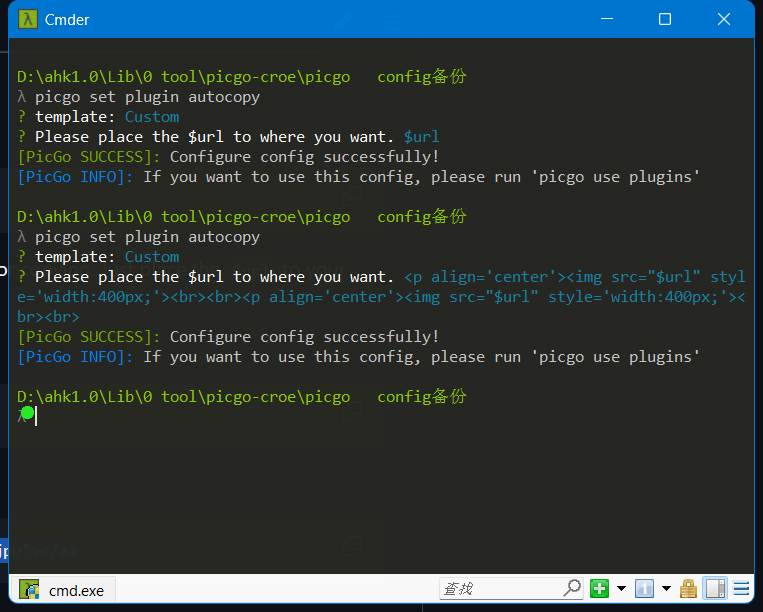 Cmder
D:\ahk1.0\Lib\0 tool\picgo-croe\picgo   config备份
λ picgo set plugin autocopy
? template: Custom
? Please place the $url to where you want. $url
[PicGo SUCCESS]: Configure config successfully!
[PicGo INFO]: If you want to use this config, please run 'picgo use plugins'
D:\ahk1.0\Lib\0 tool\picgo-croe\picgo   config备份
λ picgo set plugin autocopy
? template: Custom
? Please place the $url to where you want. <p align='center'><img src="$url" styl
e='width:400px;'><br><br><p align='center'><img src="$url" style='width:400px;'><
br><br>
[PicGo SUCCESS]: Configure config successfully!
[PicGo INFO]: If you want to use this config, please run 'picgo use plugins'
D:\ahk1.0\Lib\0 tool\picgo-croe\picgo   config备份
λ
cmd.exe
查找